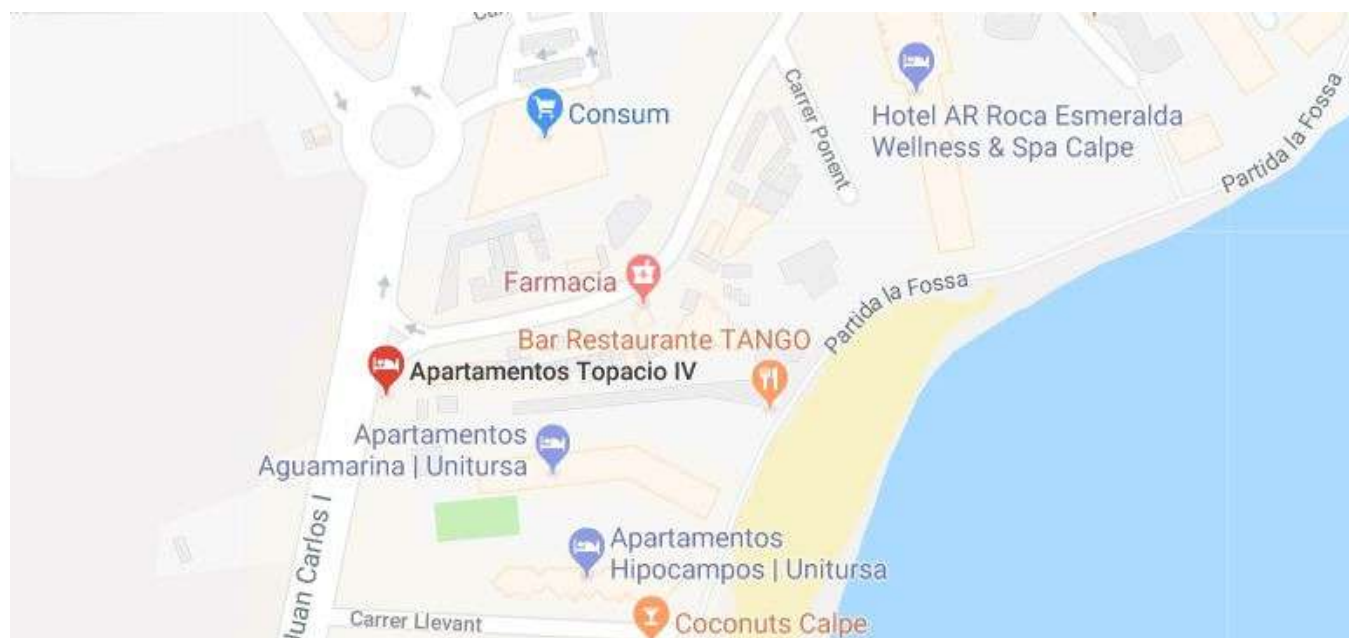 Consum
Carrer Ponent
Hotel AR Roca Esmeralda
Wellness & Spa Calpe
Partida la Fossa
Farmacia
Partida la Fossa
Bar Restaurante TANGO
Apartamentos Topacio IV
Apartamentos
Aguamarina | Unitursa
Juan Carlos I
Apartamentos
Hipocampos | Unitursa
Carrer Llevant
Coconuts Calpe